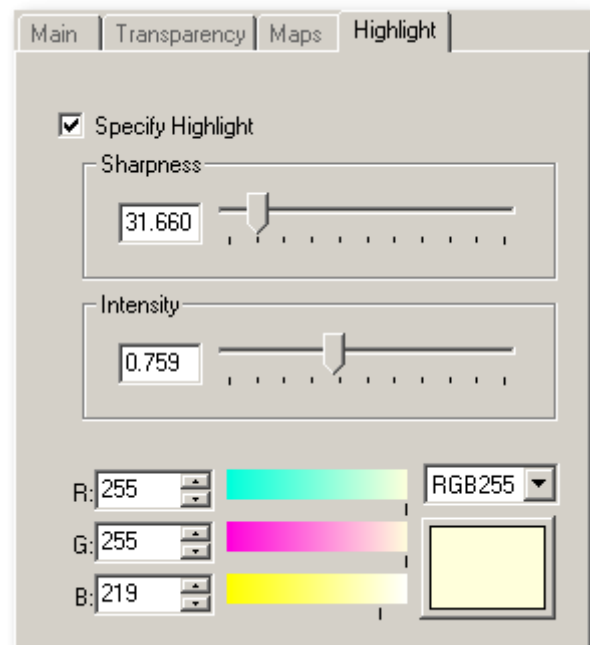 Main Transparency Maps Highlight
Specify Highlight
Sharpness
31.660
Intensity
0.759
R: 255 RGB255
G: 255
B: 219